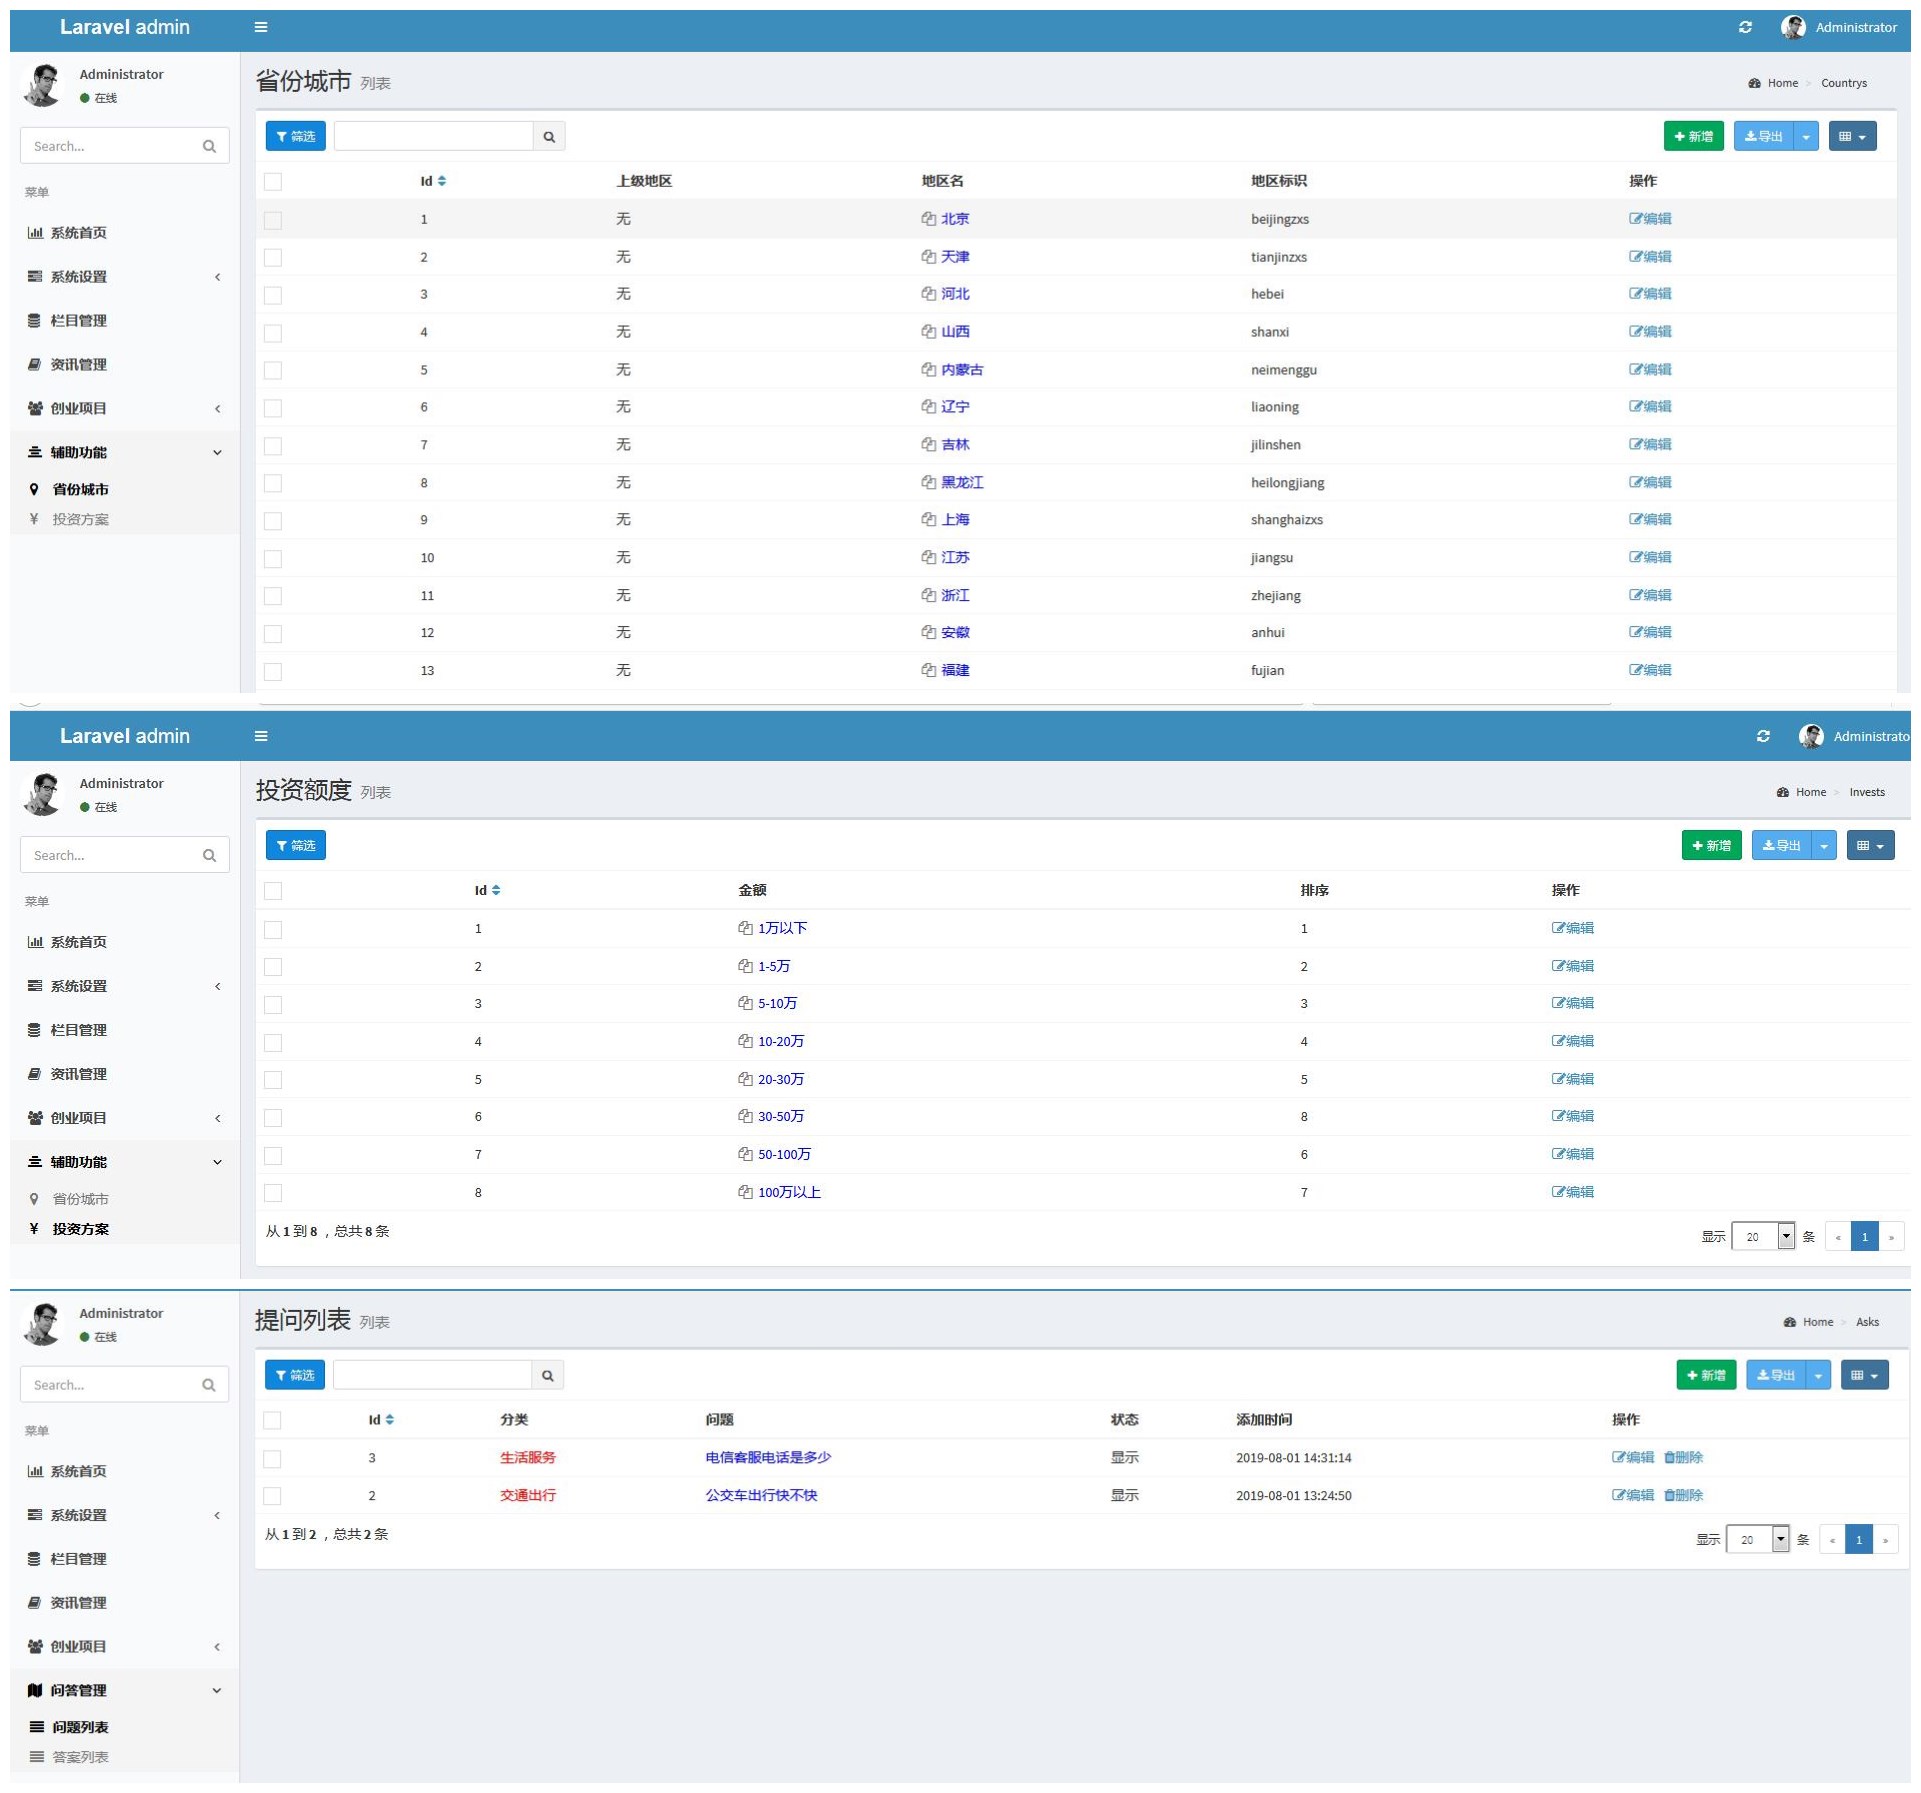 Laravel admin
Administrator
Administrator
在线
省份城市 列表
Home > Countrys
Search...
筛选
新增 导出
菜单
Id 上级地区 地区名 地区标识 操作
1 无 北京 beijingzxs 编辑
系统首页
2 无 天津 tianjinzxs 编辑
系统设置
3 无 河北 hebei 编辑
栏目管理
4 无 山西 shanxi 编辑
资讯管理
5 无 内蒙古 neimenggu 编辑
创业项目
6 无 辽宁 liaoning 编辑
辅助功能
7 无 吉林 jilinshen 编辑
省份城市
8 无 黑龙江 heilongjiang 编辑
¥ 投资方案
9 无 上海 shanghaizxs 编辑
10 无 江苏 jiangsu 编辑
11 无 浙江 zhejiang 编辑
12 无 安徽 anhui 编辑
13 无 福建 fujian 编辑
Laravel admin
Administrato
Administrator
在线
投资额度 列表
Home > Invests
Search...
筛选
新增 导出
菜单
Id 金额 排序 操作
1 1万以下 1 编辑
系统首页
2 1-5万 2 编辑
系统设置
3 5-10万 3 编辑
栏目管理
4 10-20万 4 编辑
资讯管理
5 20-30万 5 编辑
创业项目
6 30-50万 8 编辑
辅助功能
7 50-100万 6 编辑
省份城市
8 100万以上 7 编辑
¥ 投资方案
从 1 到 8 ，总共 8 条
显示 20 条 « 1 »
Administrator
在线
提问列表 列表
Home > Asks
Search...
筛选
新增 导出
菜单
Id 分类 问题 状态 添加时间 操作
3 生活服务 电信客服电话是多少 显示 2019-08-01 14:31:14 编辑 删除
系统首页
2 交通出行 公交车出行快不快 显示 2019-08-01 13:24:50 编辑 删除
系统设置
从 1 到 2 ，总共 2 条
显示 20 条 « 1 »
栏目管理
资讯管理
创业项目
问答管理
问题列表
答案列表